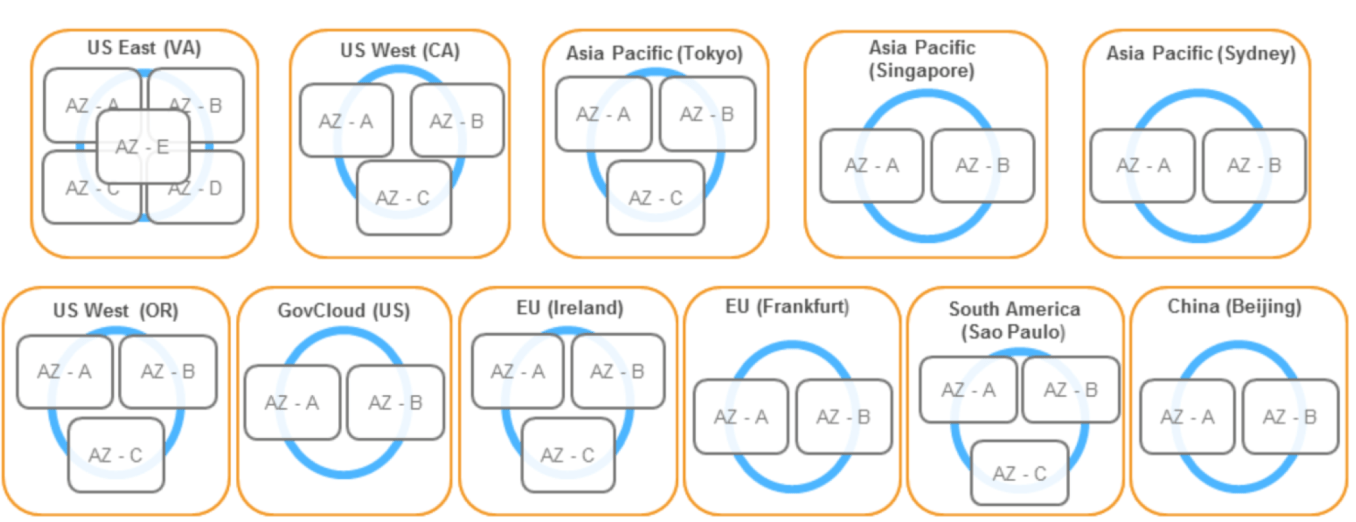 US East (VA)
AZ - A
AZ - B
AZ - E
AZ - C
AZ - D
US West (CA)
AZ - A
AZ - B
AZ - C
Asia Pacific (Tokyo)
AZ - A
AZ - B
AZ - C
Asia Pacific
(Singapore)
AZ - A
AZ - B
Asia Pacific (Sydney)
AZ - A
AZ - B
US West (OR)
AZ - A
AZ - B
AZ - C
GovCloud (US)
AZ - A
AZ - B
EU (Ireland)
AZ - A
AZ - B
AZ - C
EU (Frankfurt)
AZ - A
AZ - B
South America
(Sao Paulo)
AZ - A
AZ - B
AZ - C
China (Beijing)
AZ - A
AZ - B